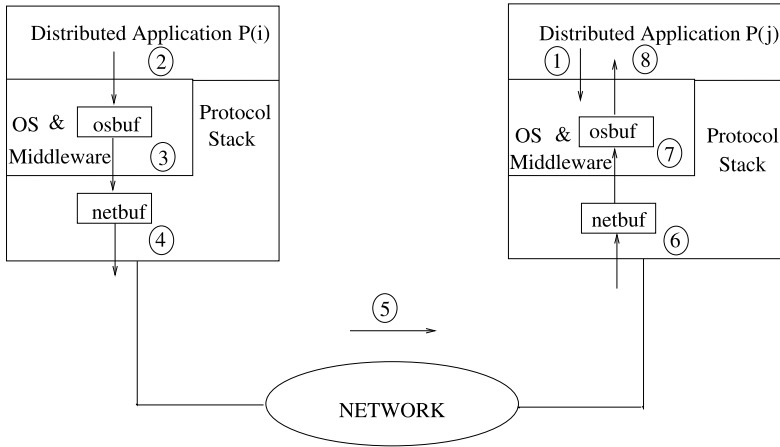 Distributed Application P(i)
2
OS & Middleware
osbuf
3
Protocol
Stack
netbuf
4
Distributed Application P(j)
1
8
OS &
Middleware
osbuf
7
Protocol
Stack
netbuf
6
5
NETWORK